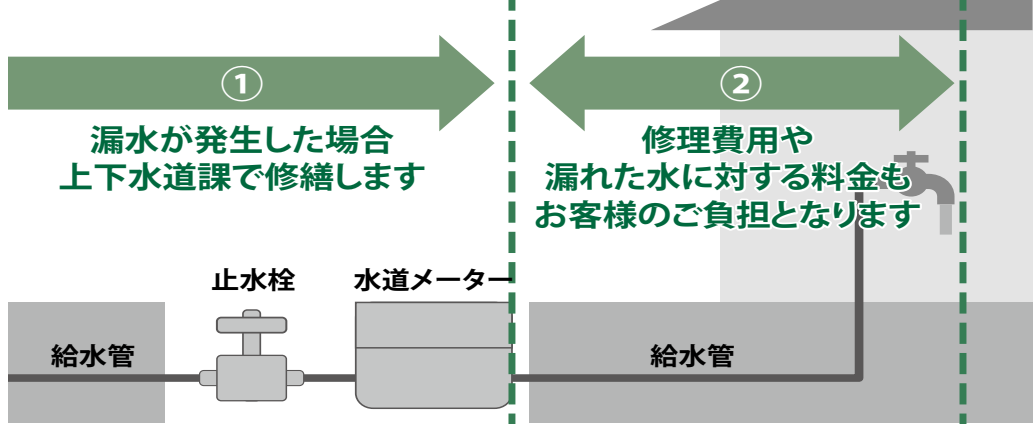 ①
漏水が発生した場合
上下水道課で修繕します
②
修理費用や
漏れた水に対する料金も
お客様のご負担となります
止水栓
水道メーター
給水管
給水管